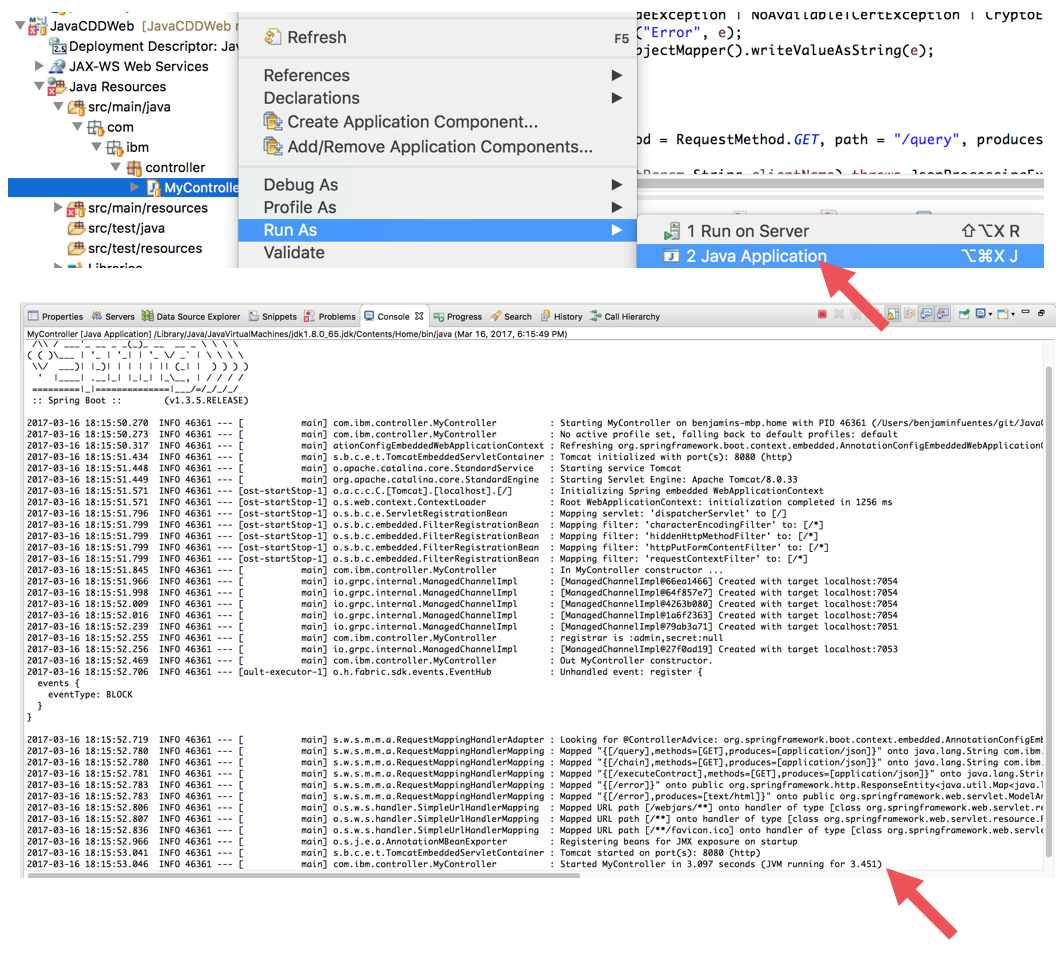 JavaCDDWeb [JavaCDDWeb
Deployment Descriptor: Jav
JAX-WS Web Services
Java Resources
src/main/java
com
ibm
controller
MyControlle
src/main/resources
src/test/java
src/test/resources
Libraries
Refresh F5
References
Declarations
Create Application Component...
Add/Remove Application Components...
Debug As
Profile As
Run As
Validate
deException | NoAvailableTCertException | CryptoE
("Error", e);
bjectMapper().writeValueAsString(e);
od = RequestMethod.GET, path = "/query", produces
tParam String clientName) throws JsonProcessingEx
1 Run on Server ⇧⌥X R
2 Java Application ⌥⌘X J
Properties Servers Data Source Explorer Snippets Problems Console Progress Search History Call Hierarchy
MyController [Java Application] /Library/Java/JavaVirtualMachines/jdk1.8.0_65.jdk/Contents/Home/bin/java (Mar 16, 2017, 6:15:49 PM)
:: Spring Boot :: (v1.3.5.RELEASE)
2017-03-16 18:15:50.270 INFO 46361 --- [ main] com.ibm.controller.MyController : Starting MyController on benjamins-mbp.home with PID 46361 (/Users/benjaminfuentes/git/JavaC
2017-03-16 18:15:50.273 INFO 46361 --- [ main] com.ibm.controller.MyController : No active profile set, falling back to default profiles: default
2017-03-16 18:15:50.317 INFO 46361 --- [ main] ationConfigEmbeddedWebApplicationContext : Refreshing org.springframework.boot.context.embedded.AnnotationConfigEmbeddedWebApplicationC
2017-03-16 18:15:51.434 INFO 46361 --- [ main] s.b.c.e.t.TomcatEmbeddedServletContainer : Tomcat initialized with port(s): 8080 (http)
2017-03-16 18:15:51.448 INFO 46361 --- [ main] o.apache.catalina.core.StandardService : Starting service Tomcat
2017-03-16 18:15:51.449 INFO 46361 --- [ main] org.apache.catalina.core.StandardEngine : Starting Servlet Engine: Apache Tomcat/8.0.33
2017-03-16 18:15:51.571 INFO 46361 --- [ost-startStop-1] o.a.c.c.C.[Tomcat].[localhost].[/] : Initializing Spring embedded WebApplicationContext
2017-03-16 18:15:51.571 INFO 46361 --- [ost-startStop-1] o.s.web.context.ContextLoader : Root WebApplicationContext: initialization completed in 1256 ms
2017-03-16 18:15:51.796 INFO 46361 --- [ost-startStop-1] o.s.b.c.e.ServletRegistrationBean : Mapping servlet: 'dispatcherServlet' to [/]
2017-03-16 18:15:51.799 INFO 46361 --- [ost-startStop-1] o.s.b.c.embedded.FilterRegistrationBean : Mapping filter: 'characterEncodingFilter' to: [/*]
2017-03-16 18:15:51.799 INFO 46361 --- [ost-startStop-1] o.s.b.c.embedded.FilterRegistrationBean : Mapping filter: 'hiddenHttpMethodFilter' to: [/*]
2017-03-16 18:15:51.799 INFO 46361 --- [ost-startStop-1] o.s.b.c.embedded.FilterRegistrationBean : Mapping filter: 'httpPutFormContentFilter' to: [/*]
2017-03-16 18:15:51.799 INFO 46361 --- [ost-startStop-1] o.s.b.c.embedded.FilterRegistrationBean : Mapping filter: 'requestContextFilter' to: [/*]
2017-03-16 18:15:51.845 INFO 46361 --- [ main] com.ibm.controller.MyController : In MyController constructor ...
2017-03-16 18:15:51.966 INFO 46361 --- [ main] io.grpc.internal.ManagedChannelImpl : [ManagedChannelImpl@66ea1466] Created with target localhost:7054
2017-03-16 18:15:51.998 INFO 46361 --- [ main] io.grpc.internal.ManagedChannelImpl : [ManagedChannelImpl@64f857e7] Created with target localhost:7054
2017-03-16 18:15:52.009 INFO 46361 --- [ main] io.grpc.internal.ManagedChannelImpl : [ManagedChannelImpl@4263b080] Created with target localhost:7054
2017-03-16 18:15:52.016 INFO 46361 --- [ main] io.grpc.internal.ManagedChannelImpl : [ManagedChannelImpl@1a6f2363] Created with target localhost:7054
2017-03-16 18:15:52.239 INFO 46361 --- [ main] io.grpc.internal.ManagedChannelImpl : [ManagedChannelImpl@79ab3a71] Created with target localhost:7051
2017-03-16 18:15:52.255 INFO 46361 --- [ main] com.ibm.controller.MyController : registrar is :admin,secret:null
2017-03-16 18:15:52.256 INFO 46361 --- [ main] io.grpc.internal.ManagedChannelImpl : [ManagedChannelImpl@27f0ad19] Created with target localhost:7053
2017-03-16 18:15:52.469 INFO 46361 --- [ main] com.ibm.controller.MyController : Out MyController constructor.
2017-03-16 18:15:52.706 INFO 46361 --- [ault-executor-1] o.h.fabric.sdk.events.EventHub : Unhandled event: register {
events {
eventType: BLOCK
}
}
2017-03-16 18:15:52.719 INFO 46361 --- [ main] s.w.s.m.m.a.RequestMappingHandlerAdapter : Looking for @ControllerAdvice: org.springframework.boot.context.embedded.AnnotationConfigEmb
2017-03-16 18:15:52.780 INFO 46361 --- [ main] s.w.s.m.m.a.RequestMappingHandlerMapping : Mapped "{[/query],methods=[GET],produces=[application/json]}" onto java.lang.String com.ibm.
2017-03-16 18:15:52.780 INFO 46361 --- [ main] s.w.s.m.m.a.RequestMappingHandlerMapping : Mapped "{[/chain],methods=[GET],produces=[application/json]}" onto java.lang.String com.ibm.
2017-03-16 18:15:52.781 INFO 46361 --- [ main] s.w.s.m.m.a.RequestMappingHandlerMapping : Mapped "{[/executeContract],methods=[GET],produces=[application/json]}" onto java.lang.Strin
2017-03-16 18:15:52.783 INFO 46361 --- [ main] s.w.s.m.m.a.RequestMappingHandlerMapping : Mapped "{[/error]}" onto public org.springframework.http.ResponseEntity<java.util.Map<java.l
2017-03-16 18:15:52.783 INFO 46361 --- [ main] s.w.s.m.m.a.RequestMappingHandlerMapping : Mapped "{[/error],produces=[text/html]}" onto public org.springframework.web.servlet.ModelAn
2017-03-16 18:15:52.806 INFO 46361 --- [ main] o.s.w.s.handler.SimpleUrlHandlerMapping : Mapped URL path [/webjars/**] onto handler of type [class org.springframework.web.servlet.re
2017-03-16 18:15:52.807 INFO 46361 --- [ main] o.s.w.s.handler.SimpleUrlHandlerMapping : Mapped URL path [/**] onto handler of type [class org.springframework.web.servlet.resource.R
2017-03-16 18:15:52.836 INFO 46361 --- [ main] o.s.w.s.handler.SimpleUrlHandlerMapping : Mapped URL path [/**/favicon.ico] onto handler of type [class org.springframework.web.servle
2017-03-16 18:15:52.966 INFO 46361 --- [ main] o.s.j.e.a.AnnotationMBeanExporter : Registering beans for JMX exposure on startup
2017-03-16 18:15:53.041 INFO 46361 --- [ main] s.b.c.e.t.TomcatEmbeddedServletContainer : Tomcat started on port(s): 8080 (http)
2017-03-16 18:15:53.046 INFO 46361 --- [ main] com.ibm.controller.MyController : Started MyController in 3.097 seconds (JVM running for 3.451)